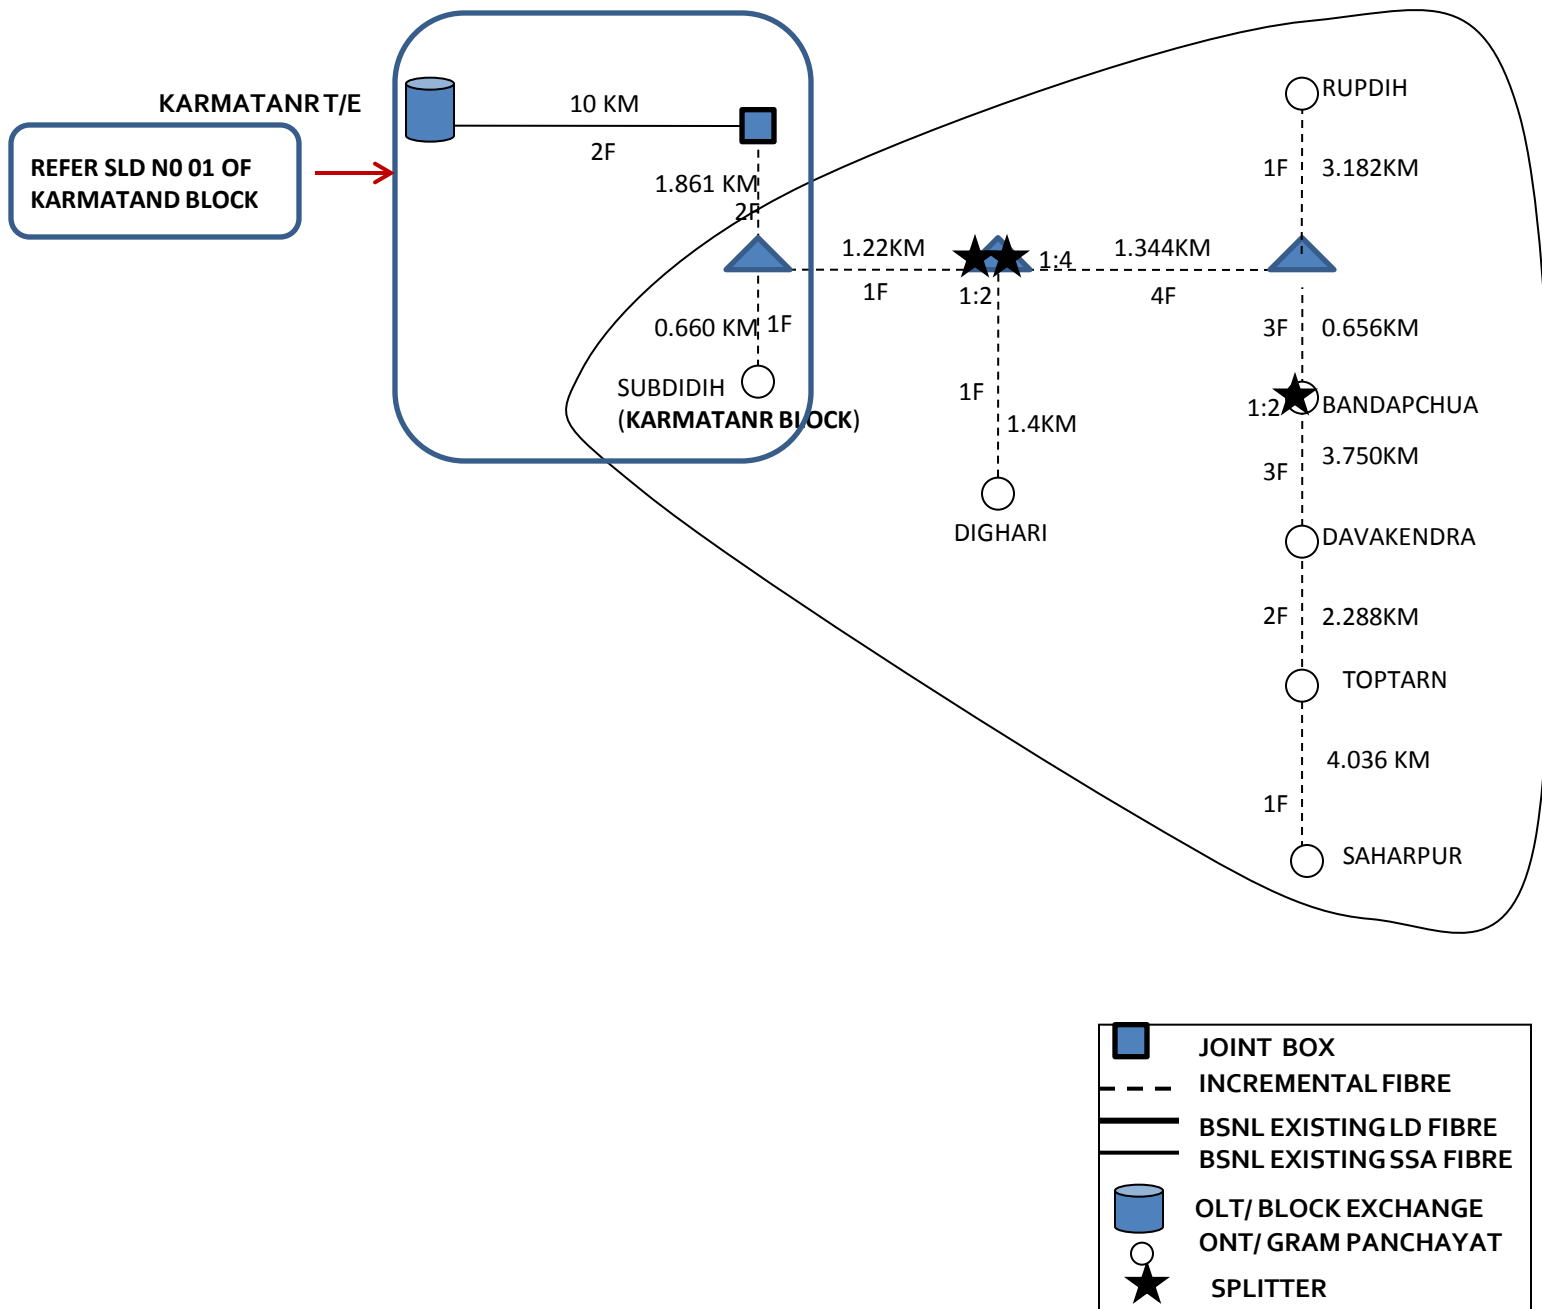 KARMATANR T/E
REFER SLD N0 01 OF
KARMATAND BLOCK
10 KM
2F
1.861 KM
2F
0.660 KM
1F
SUBDIDIH
(KARMATANR BLOCK)
1.22KM
1F
1:2
1:4
1F
1.4KM
DIGHARI
1.344KM
4F
RUPDIH
1F
3.182KM
3F
0.656KM
1:2
BANDAPCHUA
3.750KM
3F
DAVAKENDRA
2F
2.288KM
TOPTARN
4.036 KM
1F
SAHARPUR
JOINT BOX
INCREMENTAL FIBRE
BSNL EXISTING LD FIBRE
BSNL EXISTING SSA FIBRE
OLT/ BLOCK EXCHANGE
ONT/ GRAM PANCHAYAT
SPLITTER